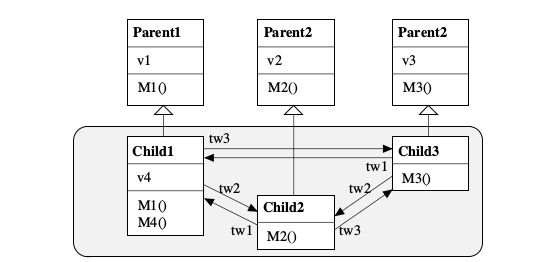 Parent1
v1
M1()
Parent2
v2
M2()
Parent2
v3
M3()
tw3
tw1
Child1
v4
M1()
M4()
Child3
M3()
tw2
tw2
Child2
M2()
tw1
tw3